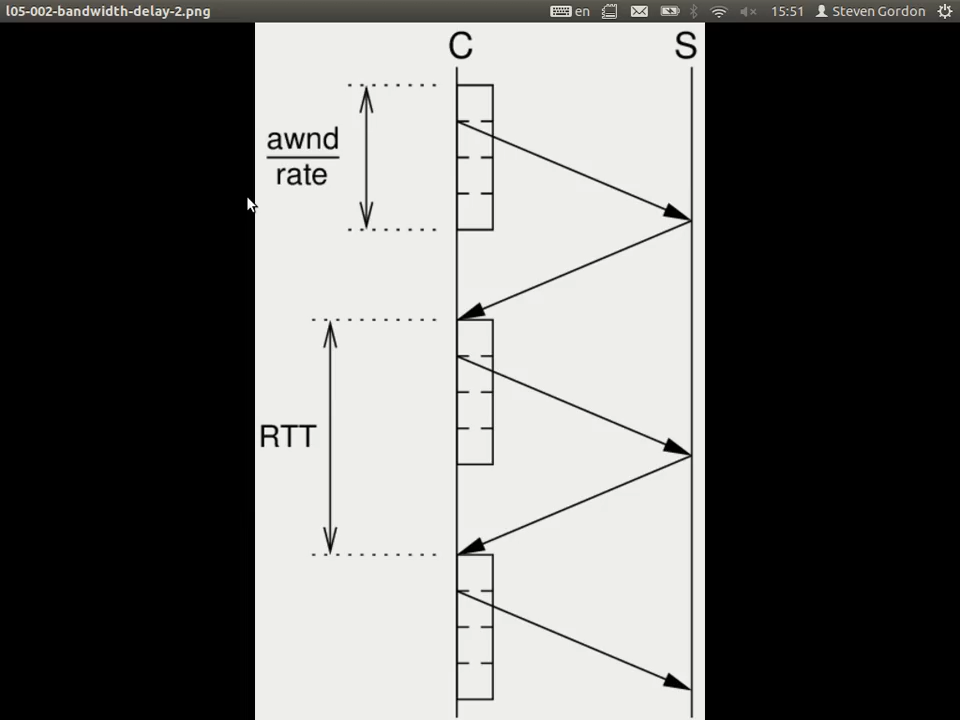 l05-002-bandwidth-delay-2.png
en
15:51
Steven Gordon
C
S
awnd
rate
RTT